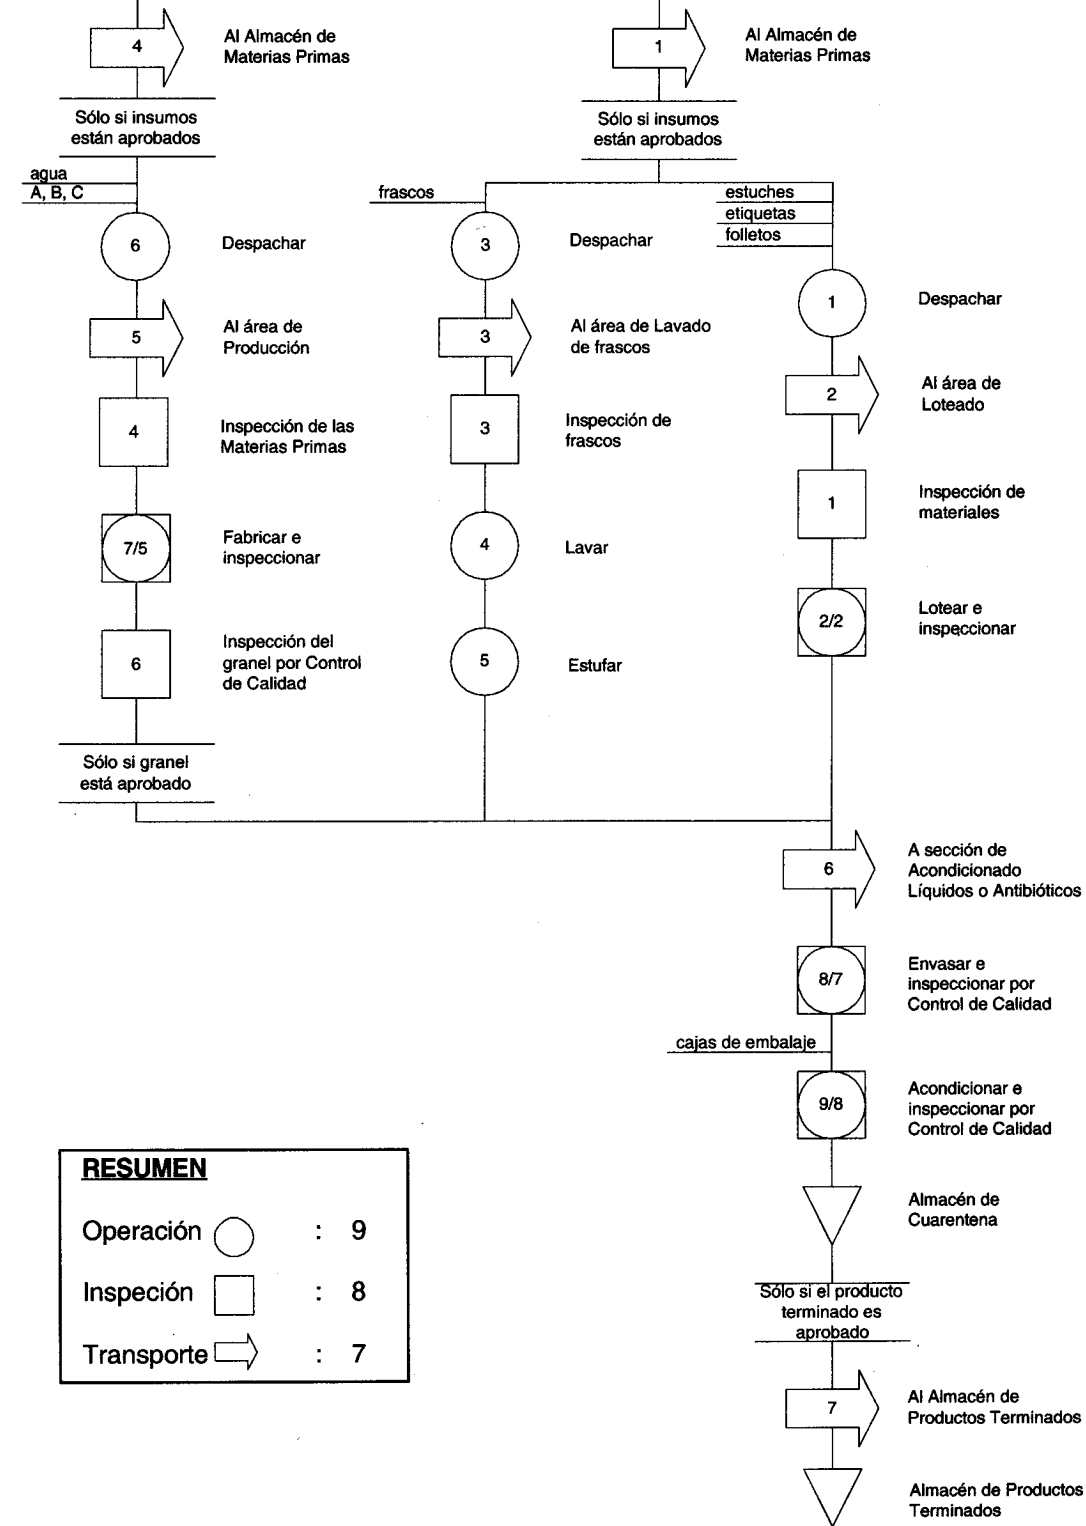 4
Al Almacén de
Materias Primas
Sólo si insumos
están aprobados
agua
A, B, C
6
Despachar
5
Al área de
Producción
4
Inspección de las
Materias Primas
7/5
Fabricar e
inspeccionar
6
Inspección del
granel por Control
de Calidad
Sólo si granel
está aprobado
1
Al Almacén de
Materias Primas
Sólo si insumos
están aprobados
frascos
3
Despachar
3
Al área de Lavado
de frascos
3
Inspección de
frascos
4
Lavar
5
Estufar
estuches
etiquetas
folletos
1
Despachar
2
Al área de
Loteado
1
Inspección de
materiales
2/2
Lotear e
inspeccionar
6
A sección de
Acondicionado
Líquidos o Antibióticos
8/7
Envasar e
inspeccionar por
Control de Calidad
cajas de embalaje
9/8
Acondicionar e
inspeccionar por
Control de Calidad
Almacén de
Cuarentena
Sólo si el producto
terminado es
aprobado
7
Al Almacén de
Productos Terminados
Almacén de Productos
Terminados
RESUMEN
Operación : 9
Inspeción : 8
Transporte : 7